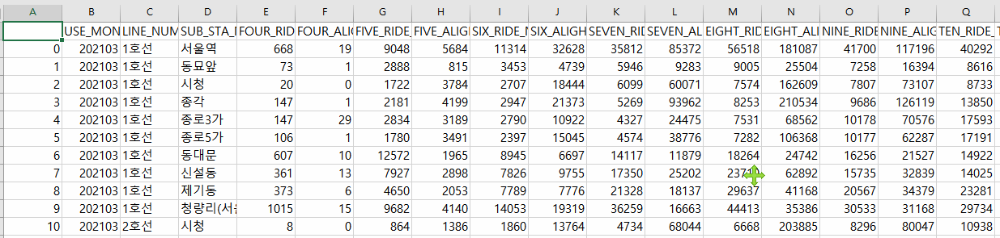 A B C D E F G H I J K L M N O P Q
USE_MON LINE_NUM SUB_STA_ FOUR_RID FOUR_ALIG FIVE_RIDE_ FIVE_ALIGH SIX_RIDE_N SIX_ALIGH SEVEN_RID SEVEN_AL EIGHT_RID EIGHT_ALI NINE_RIDE NINE_ALIG TEN_RIDE_
0 202103 1호선 서울역 668 19 9048 5684 11314 32628 35812 85372 56518 181087 41700 117196 40292
1 202103 1호선 동묘앞 73 1 2888 815 3453 4739 5946 9283 9005 25504 7258 16394 8616
2 202103 1호선 시청 20 0 1722 3784 2707 18444 6099 60071 7574 162609 7807 73107 8733
3 202103 1호선 종각 147 1 2181 4199 2947 21373 5269 93962 8253 210534 9686 126119 13850
4 202103 1호선 종로3가 147 29 2834 3189 2790 10922 4327 24475 7531 68562 10178 70576 17593
5 202103 1호선 종로5가 106 1 1780 3491 2397 15045 4574 38776 7282 106368 10177 62287 17191
6 202103 1호선 동대문 607 10 12572 1965 8945 6697 14117 11879 18264 24742 16256 21527 14922
7 202103 1호선 신설동 361 13 7927 2898 7826 9755 17350 25202 62892 15735 32839 14025
8 202103 1호선 제기동 373 6 4650 2053 7789 7776 21328 18137 29637 41168 20567 34379 23281
9 202103 1호선 청량리(서울 1015 15 9682 4140 14053 19319 36259 16663 44413 35386 30533 31168 29734
10 202103 2호선 시청 8 0 864 1386 1860 13764 4734 68044 6668 203885 8296 80047 10938